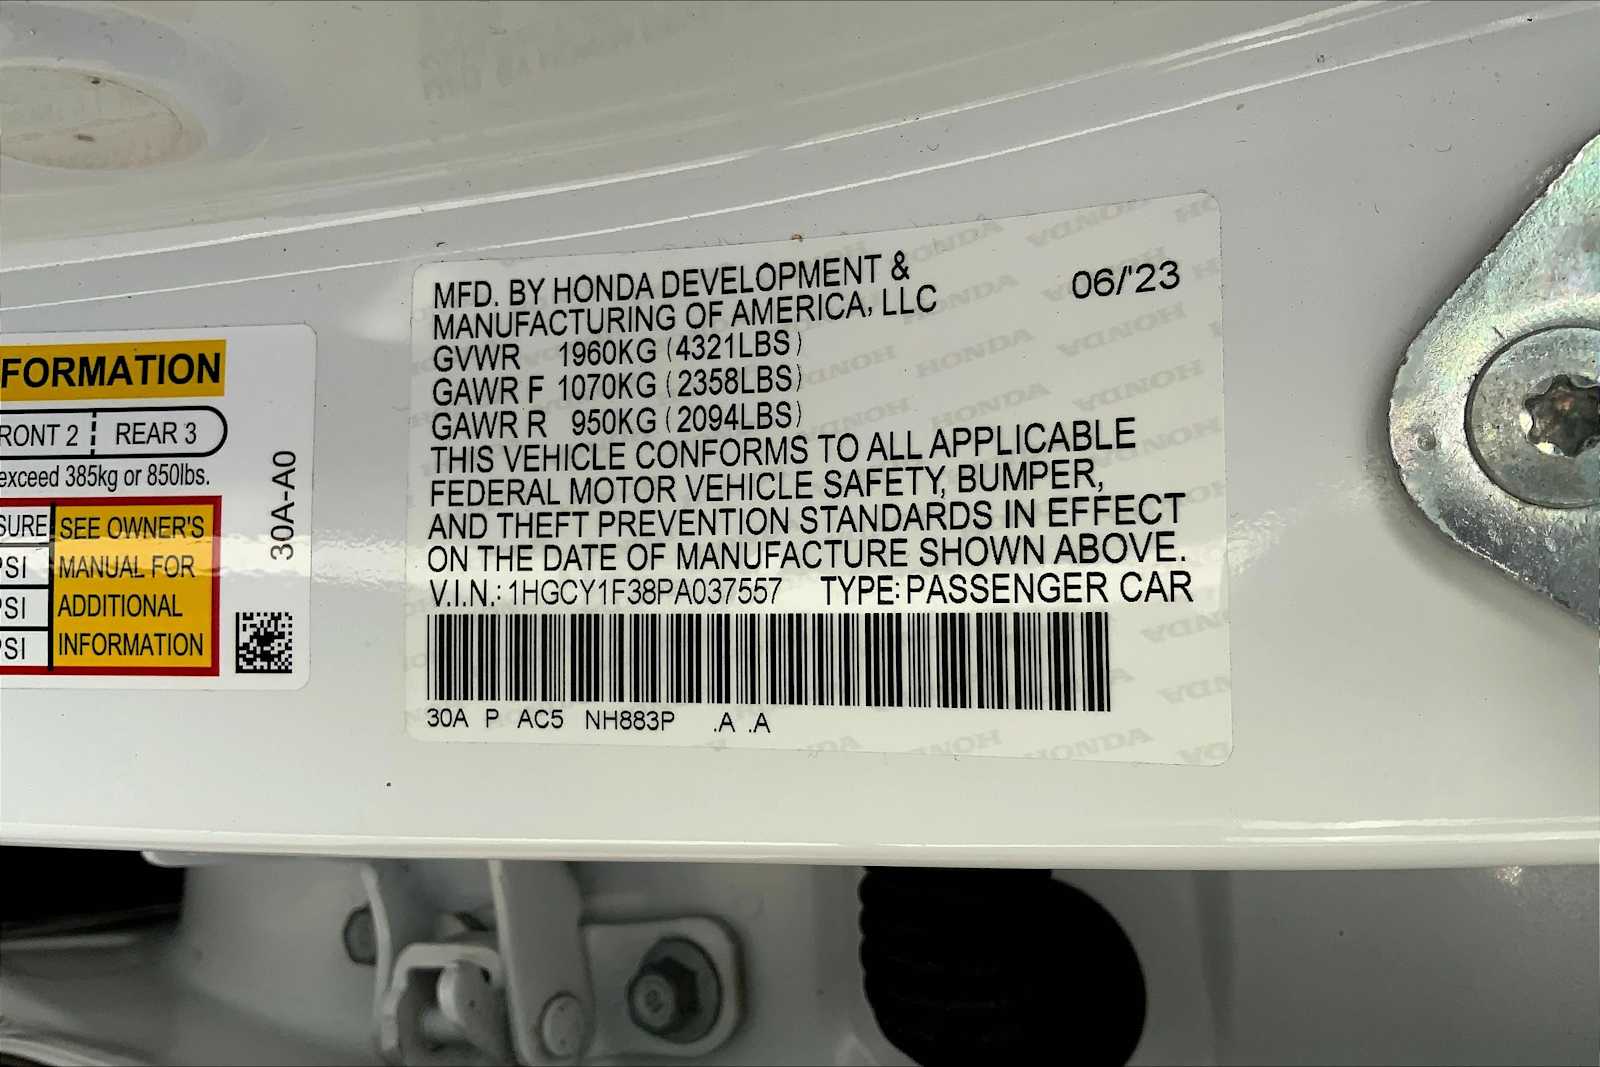 FORMATION
RONT 2 REAR 3
exceed 385kg or 850lbs.
SURE SEE OWNER'S
PSI MANUAL FOR
PSI ADDITIONAL
PSI INFORMATION
30A-A0
MFD. BY HONDA DEVELOPMENT & 06/'23
MANUFACTURING OF AMERICA, LLC
GVWR 1960KG (4321LBS)
GAWR F 1070KG (2358LBS)
GAWR R 950KG (2094LBS)
THIS VEHICLE CONFORMS TO ALL APPLICABLE
FEDERAL MOTOR VEHICLE SAFETY, BUMPER,
AND THEFT PREVENTION STANDARDS IN EFFECT
ON THE DATE OF MANUFACTURE SHOWN ABOVE.
V.I.N.: 1HGCY1F38PA037557 TYPE: PASSENGER CAR
30A P AC5 NH883P .A .A